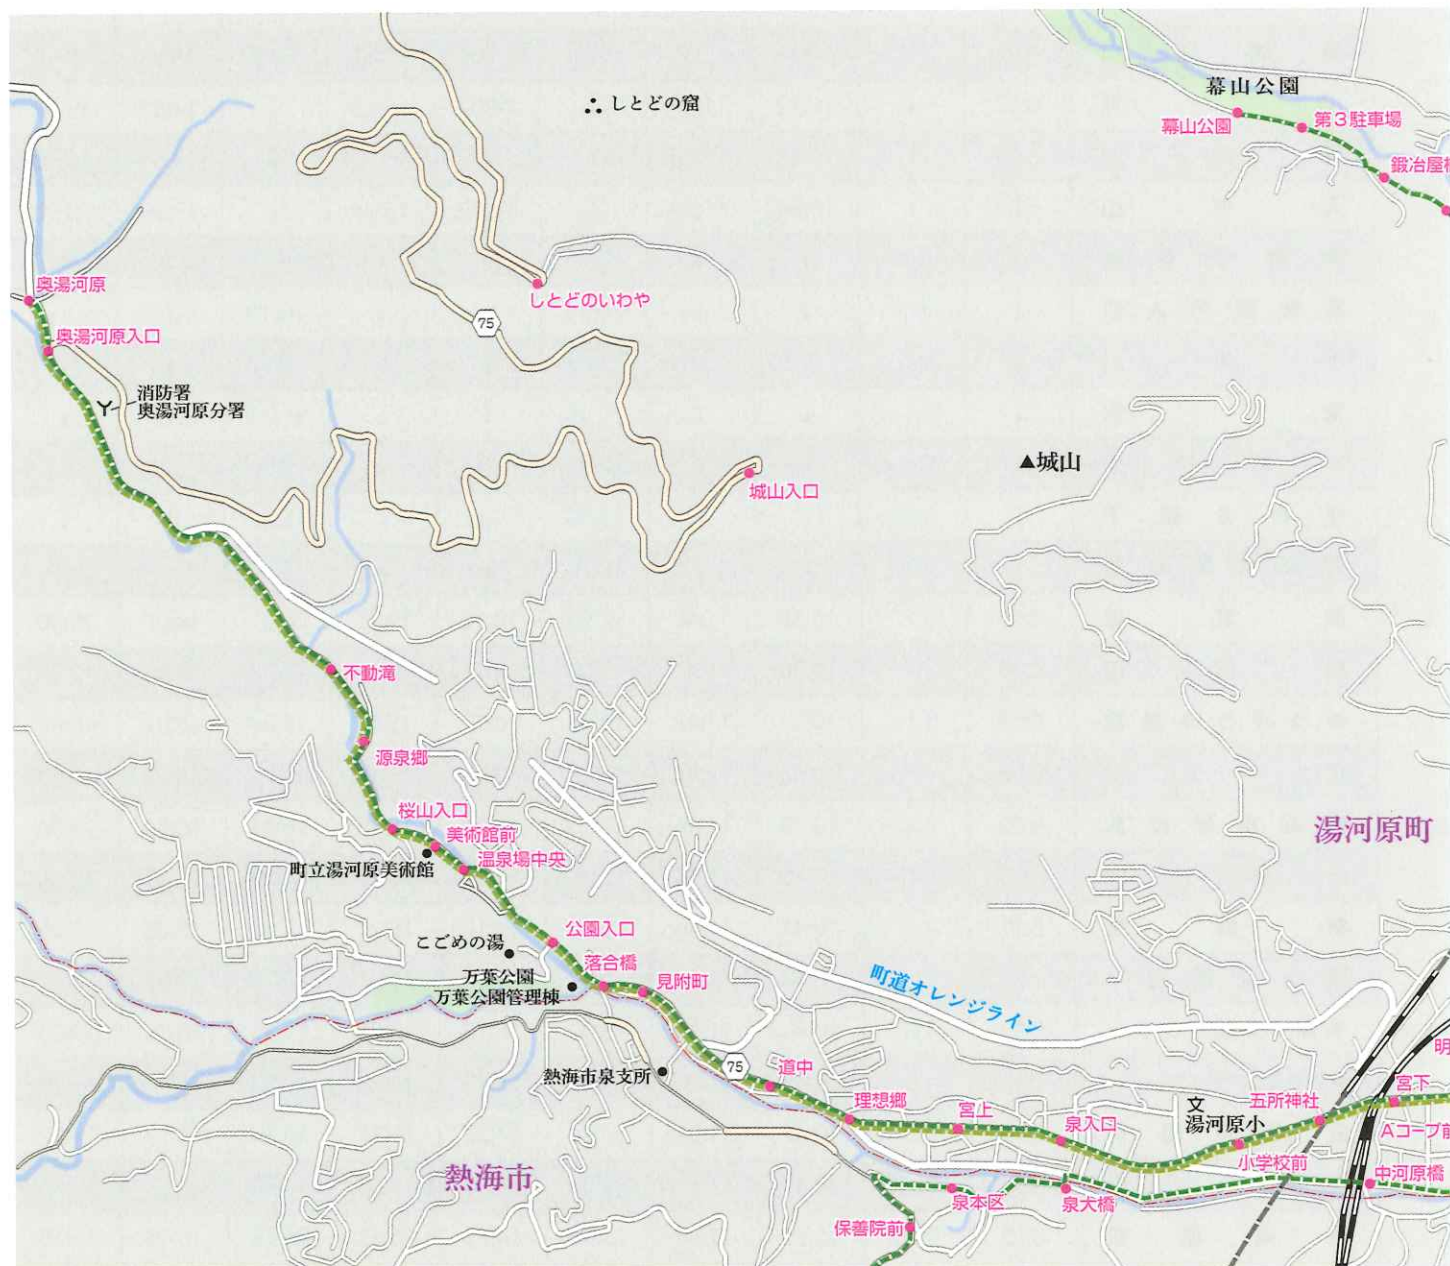 幕山公園
しとどの窟
幕山公園
第3駐車場
鍛冶屋
奥湯河原
しとどのいわや
75
奥湯河原入口
消防署
奥湯河原分署
城山
城山入口
不動滝
源泉郷
桜山入口
美術館前
湯河原町
町立湯河原美術館
温泉場中央
公園入口
こごめの湯
落合橋
万葉公園
見附町
万葉公園管理棟
町道オレンジライン
明
75
道中
熱海市泉支所
宮下
理想郷
文
五所神社
宮上
湯河原小
泉入口
Aコープ前
小学校前
熱海市
中河原橋
泉本区
泉犬橋
保善院前